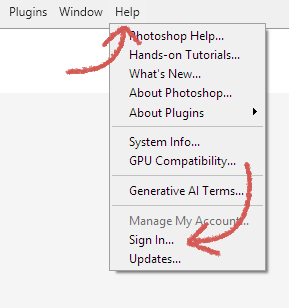 Plugins Window Help
Photoshop Help...
Hands-on Tutorials...
What's New...
About Photoshop...
About Plugins
System Info...
GPU Compatibility...
Generative AI Terms...
Manage My Account...
Sign In...
Updates...